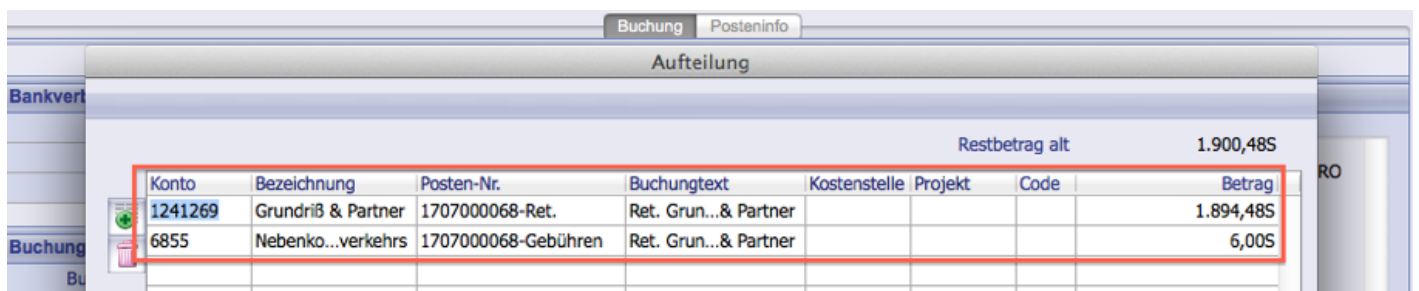 Buchung Posteninfo
Aufteilung
Bankvert
Restbetrag alt 1.900,48S
RO
Konto Bezeichnung Posten-Nr. Buchungtext Kostenstelle Projekt Code Betrag
1241269 Grundriß & Partner 1707000068-Ret. Ret. Grun...& Partner 1.894,48S
6855 Nebenko...verkehrs 1707000068-Gebühren Ret. Grun...& Partner 6,00S
Buchung
Bu